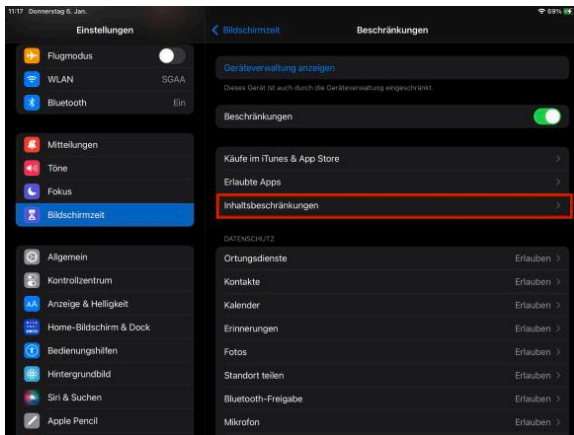 11:17 Donnerstag 6. Jan.
69%
Einstellungen
Flugmodus
WLAN SGAA
Bluetooth Ein
Mitteilungen
Töne
Fokus
Bildschirmzeit
Allgemein
Kontrollzentrum
AA Anzeige & Helligkeit
Home-Bildschirm & Dock
Bedienungshilfen
Hintergrundbild
Siri & Suchen
Apple Pencil
Bildschirmzeit Beschränkungen
Geräteverwaltung anzeigen
Dieses Gerät ist auch durch die Geräteverwaltung eingeschränkt.
Beschränkungen
Käufe im iTunes & App Store
Erlaubte Apps
Inhaltsbeschränkungen
DATENSCHUTZ
Ortungsdienste Erlauben
Kontakte Erlauben
Kalender Erlauben
Erinnerungen Erlauben
Fotos Erlauben
Standort teilen Erlauben
Bluetooth-Freigabe Erlauben
Mikrofon Erlauben